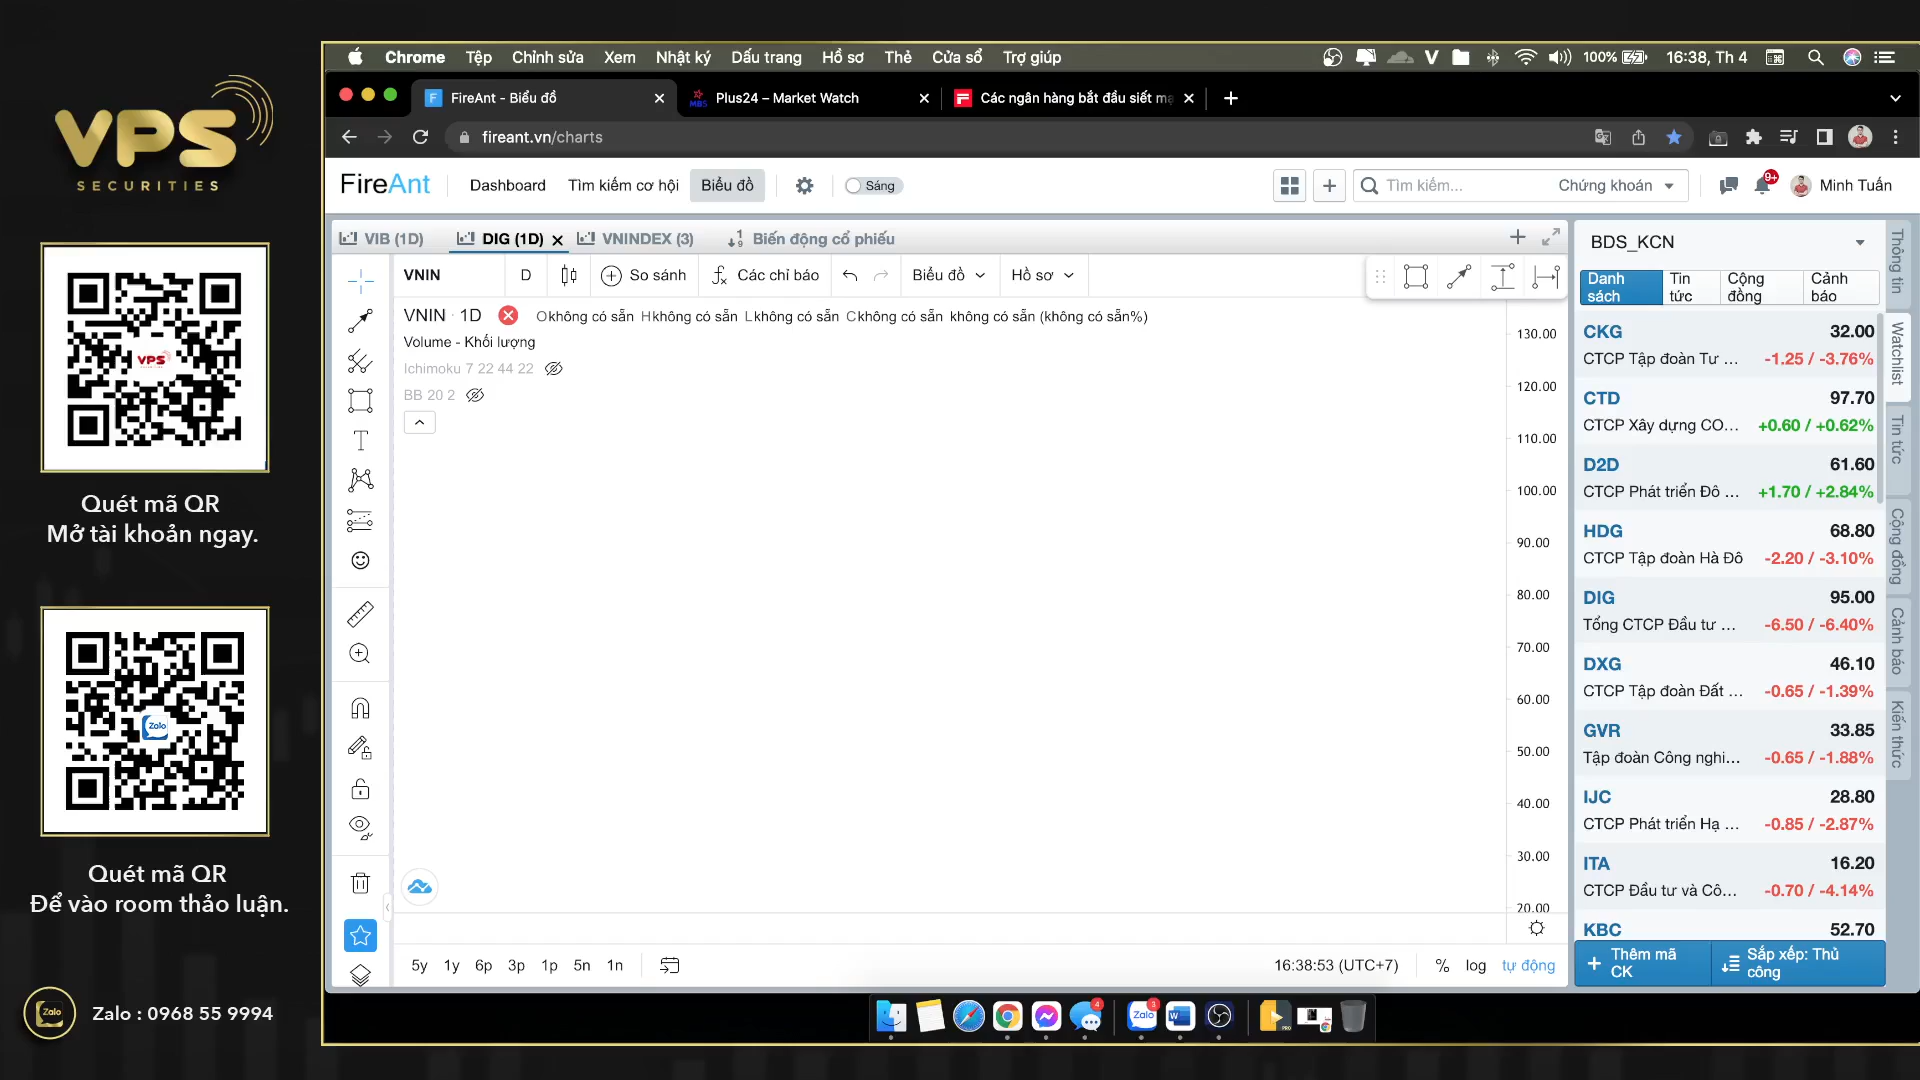 VPS
SECURITIES
VPS
Quét mã QR
Mở tài khoản ngay.
Zalo
Quét mã QR
Để vào room thảo luận.
Zalo
Zalo : 0968 55 9994
Chrome Tệp Chỉnh sửa Xem Nhật ký Dấu trang Hồ sơ Thẻ Cửa sổ Trợ giúp
100% 16:38, Th 4
FireAnt - Biểu đồ
MBS Plus24 – Market Watch
Các ngân hàng bắt đầu siết
fireant.vn/charts
FireAnt Dashboard Tìm kiếm cơ hội Biểu đồ Sáng
Tìm kiếm... Chứng khoán 9+ Minh Tuấn
VIB (1D) DIG (1D) VNINDEX (3) Biến động cổ phiếu
VNIN D So sánh Các chỉ báo Biểu đồ Hồ sơ
VNIN · 1D Okhông có sẵn Hkhông có sẵn Lkhông có sẵn Ckhông có sẵn không có sẵn (không có sẵn%)
Volume - Khối lượng
Ichimoku 7 22 44 22
BB 20 2
130.00
120.00
110.00
100.00
90.00
80.00
70.00
60.00
50.00
40.00
30.00
20.00
5y 1y 6p 3p 1p 5n 1n
16:38:53 (UTC+7) % log tự động
BDS_KCN
Danh sách
Tin tức
Cộng đồng
Cảnh báo
CKG 32.00
CTCP Tập đoàn Tư ... -1.25 / -3.76%
CTD 97.70
CTCP Xây dựng CO... +0.60 / +0.62%
D2D 61.60
CTCP Phát triển Đô ... +1.70 / +2.84%
HDG 68.80
CTCP Tập đoàn Hà Đô -2.20 / -3.10%
DIG 95.00
Tổng CTCP Đầu tư ... -6.50 / -6.40%
DXG 46.10
CTCP Tập đoàn Đất ... -0.65 / -1.39%
GVR 33.85
Tập đoàn Công nghi... -0.65 / -1.88%
IJC 28.80
CTCP Phát triển Hạ ... -0.85 / -2.87%
ITA 16.20
CTCP Đầu tư và Cô... -0.70 / -4.14%
KBC 52.70
Thêm mã CK
Sắp xếp: Thủ công
Thông tin
Watchlist
Tin tức
Cộng đồng
Cảnh báo
Kiến thức
4
Zalo
3
PRO